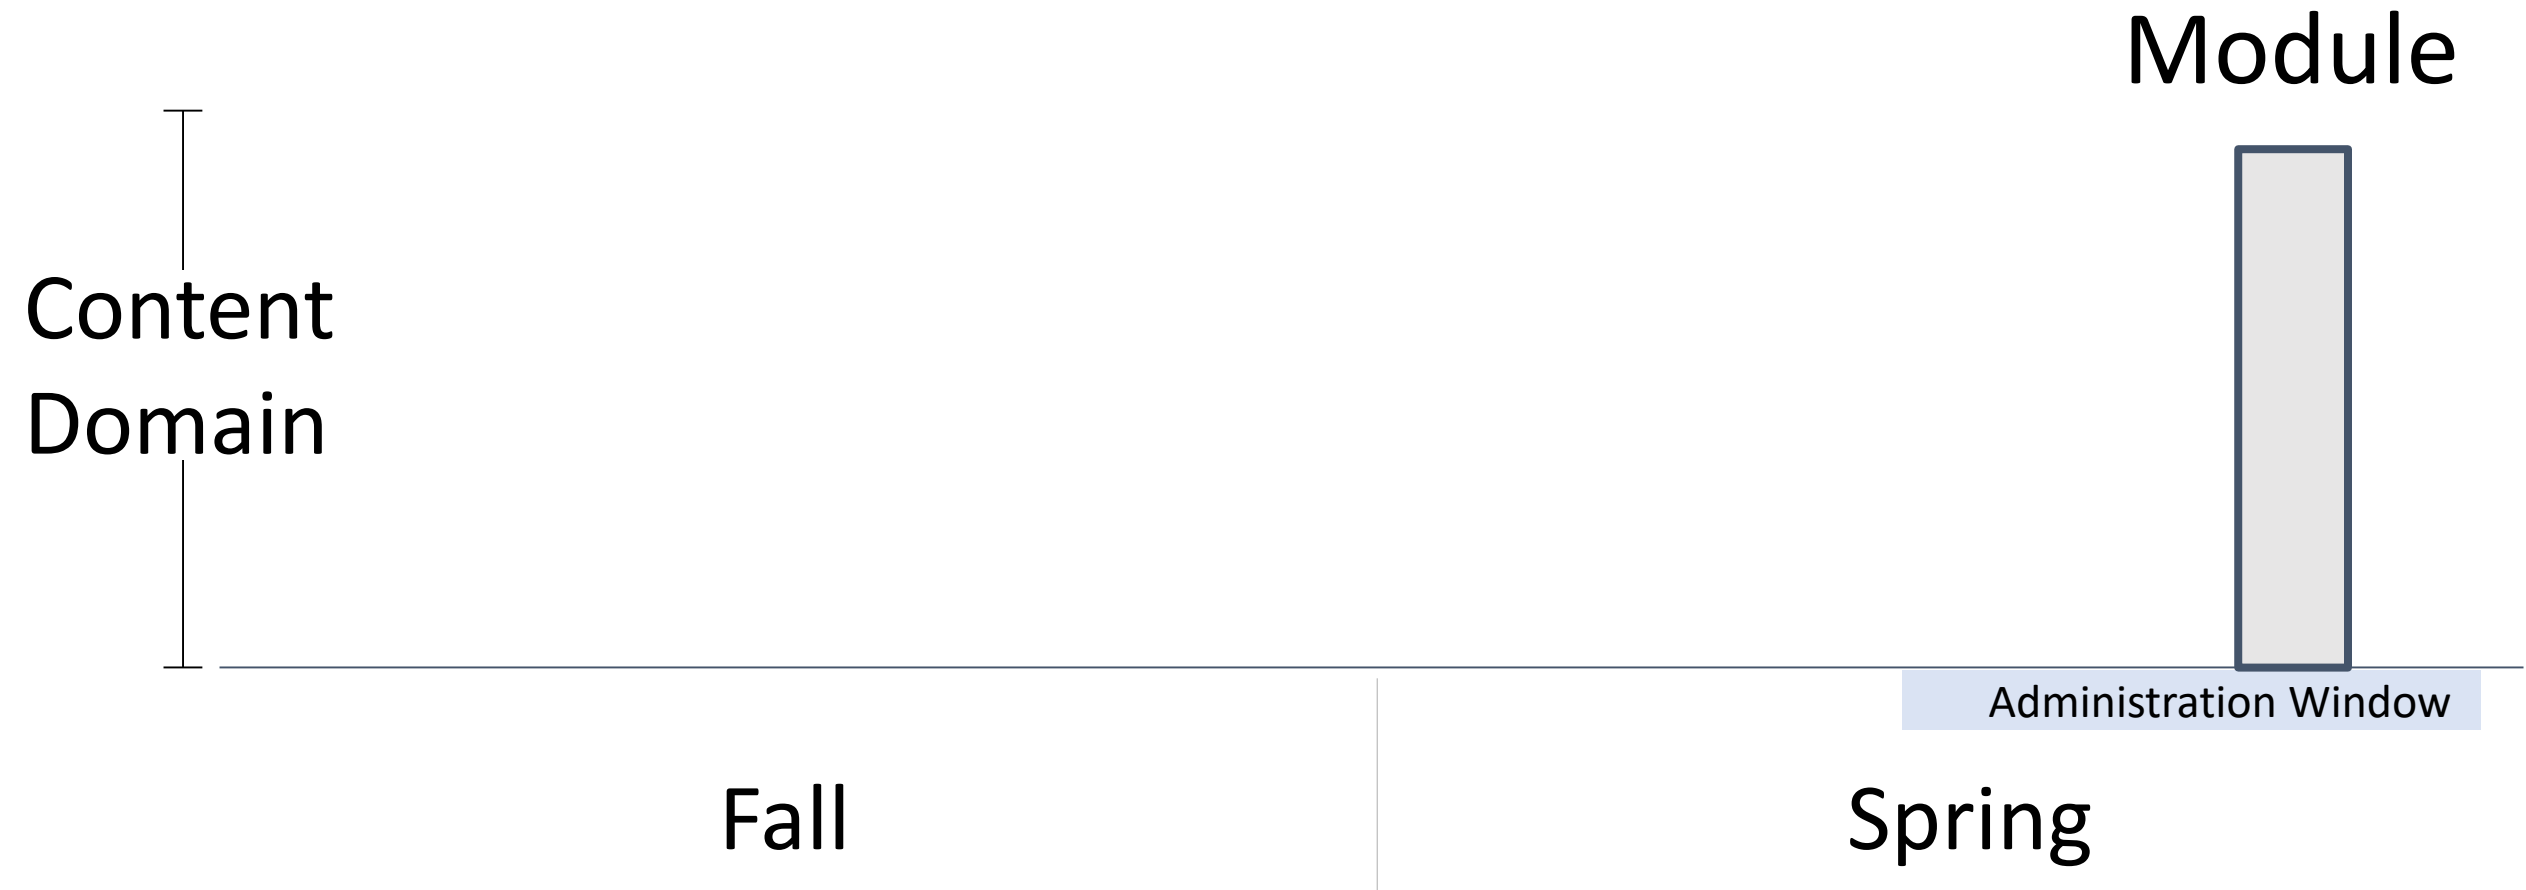 Module
Content
Domain
Administration Window
Fall
Spring